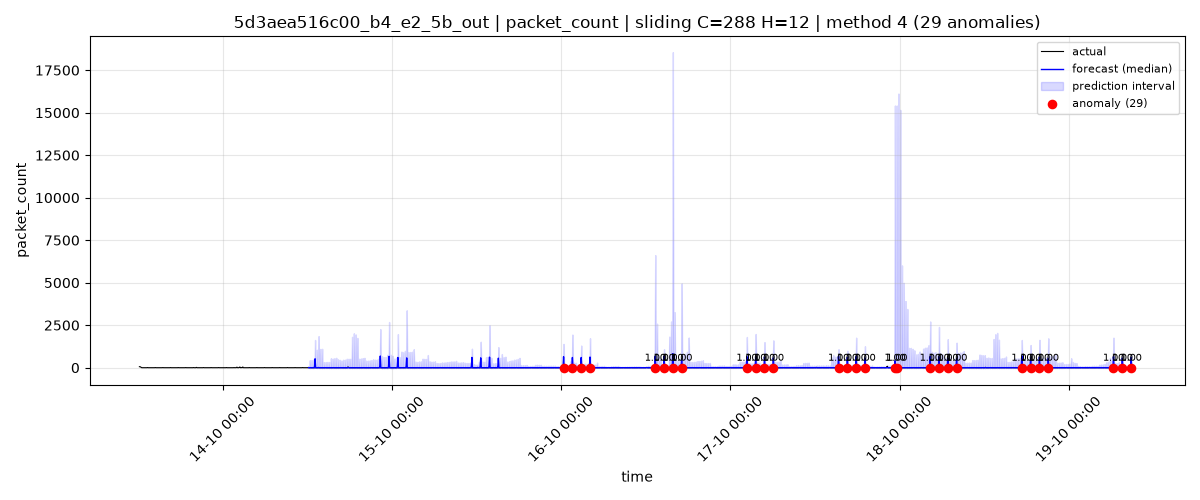 5d3aea516c00_b4_e2_5b_out | packet_count | sliding C=288 H=12 | method 4 (29 anomalies)
actual
forecast (median)
prediction interval
anomaly (29)
packet_count
17500
15000
12500
10000
7500
5000
2500
0
14-10 00:00
15-10 00:00
16-10 00:00
17-10 00:00
18-10 00:00
19-10 00:00
time